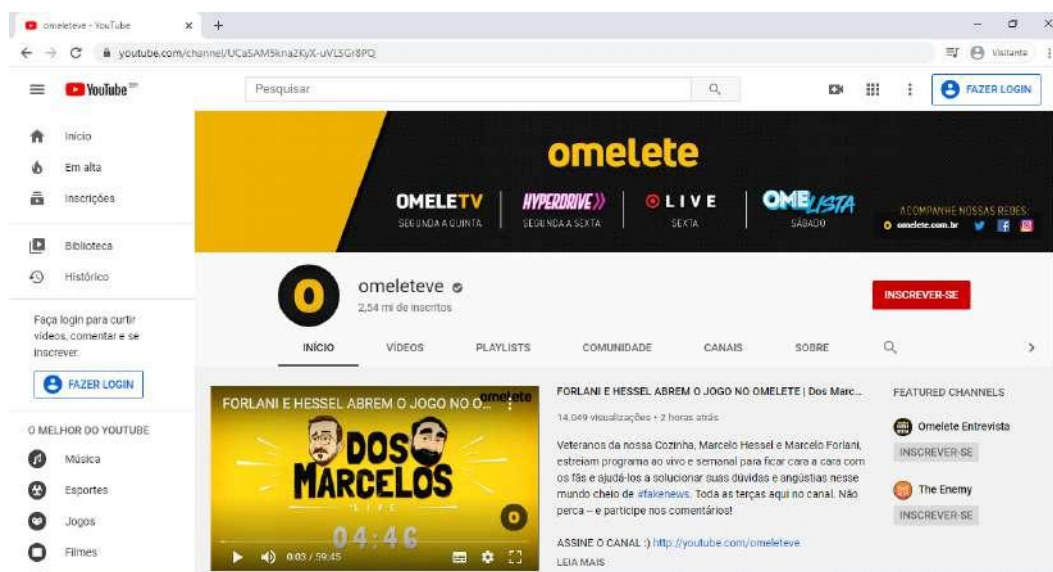 omeleteve - YouTube
youtube.com/channel/UCaSAM5kna2KyX-uVLSGr8PQ
Visitante
YouTube BR
Pesquisar
FAZER LOGIN
Início
Em alta
Inscrições
Biblioteca
Histórico
Faça login para curtir
vídeos, comentar e se
inscrever.
FAZER LOGIN
O MELHOR DO YOUTUBE
Música
Esportes
Jogos
Filmes
omelete
OMELETV
SEGUNDA A QUINTA
HYPERDRIVE
SEGUNDA A SEXTA
LIVE
SEXTA
OMELISTA
SÁBADO
ACOMPANHE NOSSAS REDES:
omelete.com.br
omeleteve
2,54 mi de inscritos
INSCREVER-SE
INÍCIO
VÍDEOS
PLAYLISTS
COMUNIDADE
CANAIS
SOBRE
FORLANI E HESSEL ABREM O JOGO NO O...
omelete
DOS
MARCELOS
LIVE
04:46
0:03 / 59:45
FORLANI E HESSEL ABREM O JOGO NO OMELETE | Dos Marc...
14.049 visualizações • 2 horas atrás
Veteranos da nossa Cozinha, Marcelo Hessel e Marcelo Forlani,
estreiam programa ao vivo e semanal para ficar cara a cara com
os fãs e ajudá-los a solucionar suas dúvidas e angústias nesse
mundo cheio de #fakenews. Toda as terças aqui no canal. Não
perca – e participe nos comentários!
ASSINE O CANAL :) http://youtube.com/omeleteve
LEIA MAIS
FEATURED CHANNELS
Omelete Entrevista
INSCREVER-SE
The Enemy
INSCREVER-SE